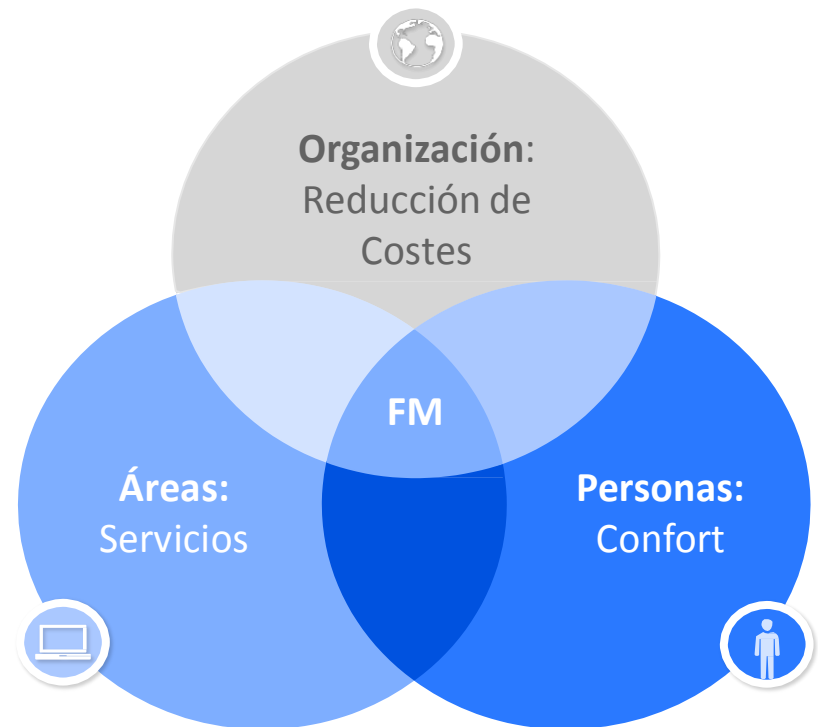 Organización:
Reducción de
Costes
FM
Áreas:
Servicios
Personas:
Confort